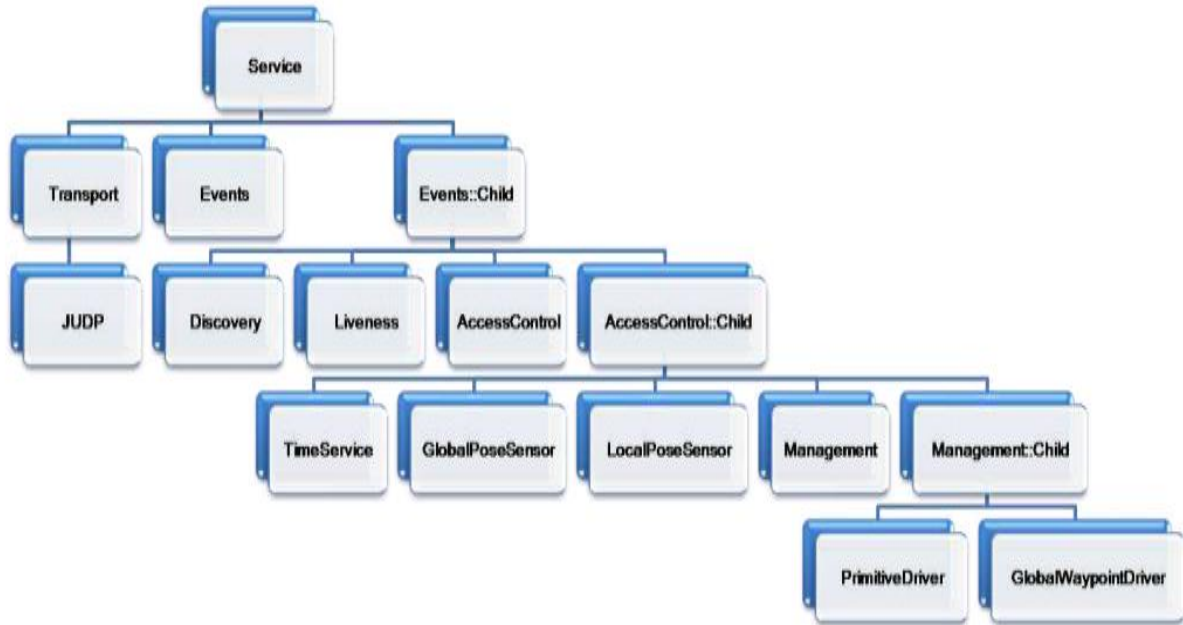 Service
Transport
Events
Events::Child
JUDP
Discovery
Liveness
AccessControl
AccessControl::Child
TimeService
GlobalPoseSensor
LocalPoseSensor
Management
Management::Child
PrimitiveDriver
GlobalWaypointDriver